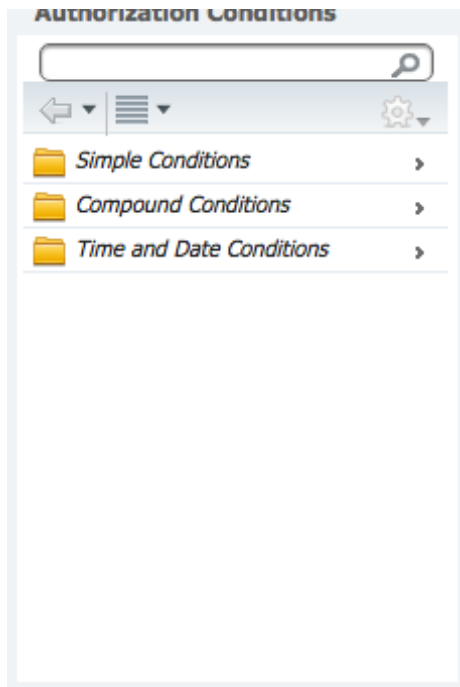 Authorization Conditions
Simple Conditions
Compound Conditions
Time and Date Conditions